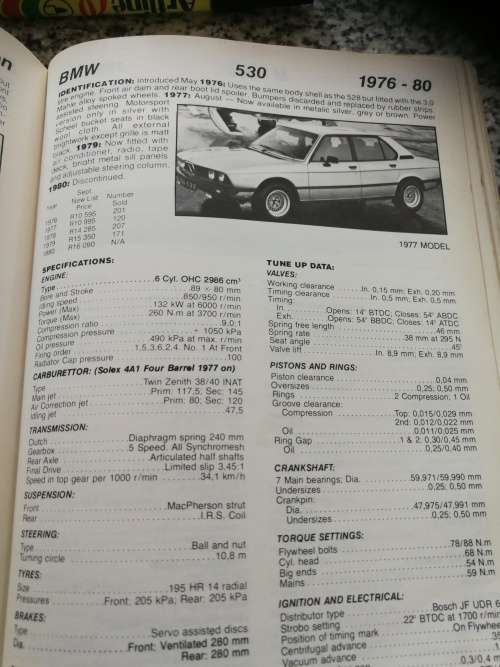 Artline
BMW
530
1976 - 80
IDENTIFICATION: Introduced May 1976: Uses the same body shell as the 528 but fitted with the 3,0
litre engine. Front air dam and rear boot lid spoiler. Bumpers discarded and replaced by rubber strips.
Mahle alloy spoked wheels. 1977: August — Now available in metalic silver, grey or brown. Power
assisted steering. Motorsport
version only in silver with
Scheel bucket seats in black
wool cloth. All external
brightwork except grille is matt
black. 1979: Now fitted with
air conditioner, radio, tape
deck, bright metal sill panels
and adjustable steering column.
1980: Discontinued.
Sept.
Year New List Number
Price Sold
1976 R10 595 201
1977 R10 995 120
1978 R14 285 207
1979 R15 350 171
1980 R16 090 N/A
1977 MODEL
SPECIFICATIONS:
ENGINE:
Type 6 Cyl. OHC 2986 cm³
Bore and Stroke 89 × 80 mm
Idling speed 850/950 r/min
Power (Max) 132 kW at 6000 r/min
Torque (Max) 260 N.m at 3700 r/min
Compression ratio 9,0:1
Compression pressure + 1050 kPa
Oil pressure 490 kPa at max. r/min
Firing order 1.5.3.6.2.4. No. 1 At Front
Radiator Cap pressure 100
CARBURETTOR: (Solex 4A1 Four Barrel 1977 on)
Type Twin Zenith 38/40 INAT
Main jet Prim: 117,5; Sec: 145
Air Correction jet Prim: 80; Sec: 120
Idling jet 47,5
TRANSMISSION:
Clutch Diaphragm spring 240 mm
Gearbox 5 Speed. All Synchromesh
Rear Axle Articulated half shafts
Final Drive Limited slip 3,45:1
Speed in top gear per 1000 r/min 34,1 km/h
SUSPENSION:
Front MacPherson strut
Rear I.R.S. Coil
STEERING:
Type Ball and nut
Turning circle 10,8 m
TYRES:
Size 195 HR 14 radial
Pressures Front: 205 kPa; Rear: 205 kPa
BRAKES:
Type Servo assisted discs
Dia. Front: Ventilated 280 mm
Rear: 280 mm
TUNE UP DATA:
VALVES:
Working clearance In. 0,15 mm; Exh. 0,20 mm
Timing clearance In. 0,5 mm; Exh. 0,5 mm
Timing:
In. Opens: 14° BTDC; Closes: 54° ABDC
Exh. Opens: 54° BBDC; Closes: 14° ATDC
Spring free length 46 mm
Spring rate 38 mm at 295 N
Seat angle 45°
Valve lift In. 8,9 mm; Exh. 8,9 mm
PISTONS AND RINGS:
Piston clearance 0,04 mm
Oversizes 0,25; 0,50 mm
Rings 2 Compression; 1 Oil
Groove clearance:
Compression Top: 0,015/0,029 mm
2nd: 0,012/0,022 mm
Oil 0,011/0,025 mm
Ring Gap 1 & 2: 0,30/0,45 mm
Oil 0,25/0,40 mm
CRANKSHAFT:
7 Main bearings; Dia. 59,971/59,990 mm
Undersizes 0,25; 0,50 mm
Crankpin:
Dia. 47,975/47,991 mm
Undersizes 0,25; 0,50 mm
TORQUE SETTINGS:
Flywheel bolts 78/88 N.m
Cyl. head 68 N.m
Big ends 54 N.m
Mains 59 N.m
IGNITION AND ELECTRICAL:
Distributor type Bosch JF UDR 6
Strobo setting 22° BTDC at 1700 r/min
Position of timing mark On Flywhe
Centrifugal advance
Vacuum advance 0,3/0,4 m